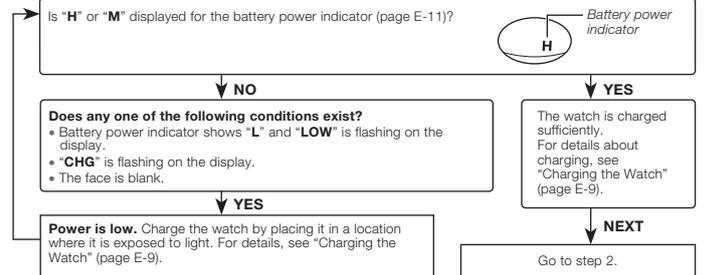 Is “H” or “M” displayed for the battery power indicator (page E-11)?
Battery power
indicator
H
NO
YES
Does any one of the following conditions exist?
• Battery power indicator shows “L” and “LOW” is flashing on the
display.
• “CHG” is flashing on the display.
• The face is blank.
The watch is charged
sufficiently.
For details about
charging, see
“Charging the Watch”
(page E-9).
YES
NEXT
Power is low. Charge the watch by placing it in a location
where it is exposed to light. For details, see “Charging the
Watch” (page E-9).
Go to step 2.